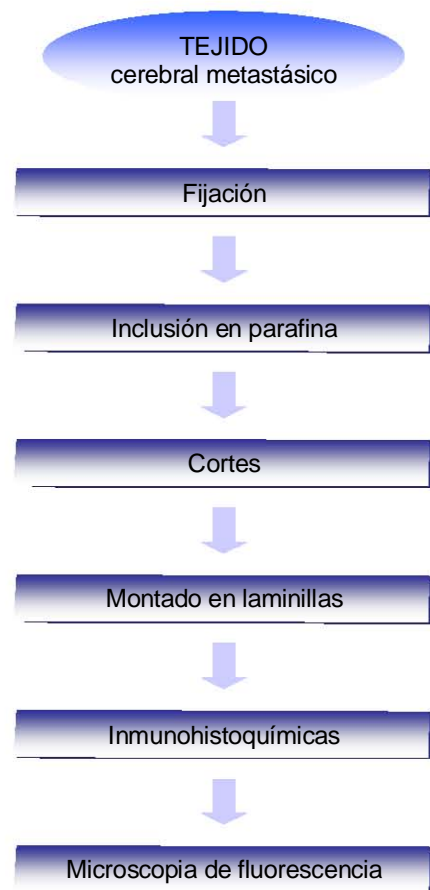 TEJIDO
cerebral metastásico
Fijación
Inclusión en parafina
Cortes
Montado en laminillas
Inmunohistoquímicas
Microscopia de fluorescencia